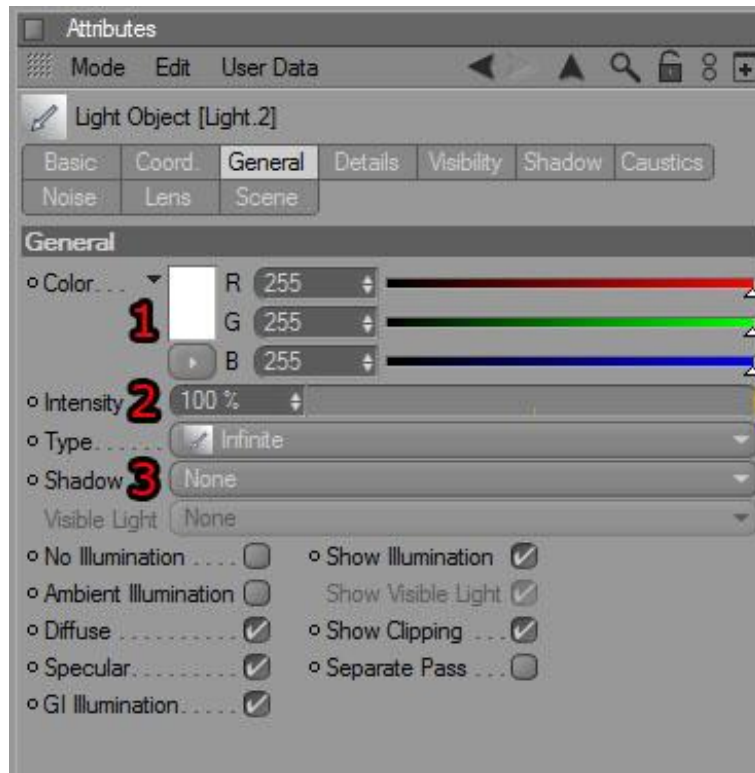 Attributes
Mode Edit User Data
Light Object [Light.2]
Basic Coord. General Details Visibility Shadow Caustics
Noise Lens Scene
General
Color. . . R 255
1 G 255
B 255
Intensity 2 100 %
Type. . . . . . Infinite
Shadow 3 None
Visible Light None
No Illumination . . . . Show Illumination
Ambient Illumination Show Visible Light
Diffuse . . . . . . . . . . Show Clipping . . .
Specular. . . . . . . . . Separate Pass . . .
GI Illumination. . . . .